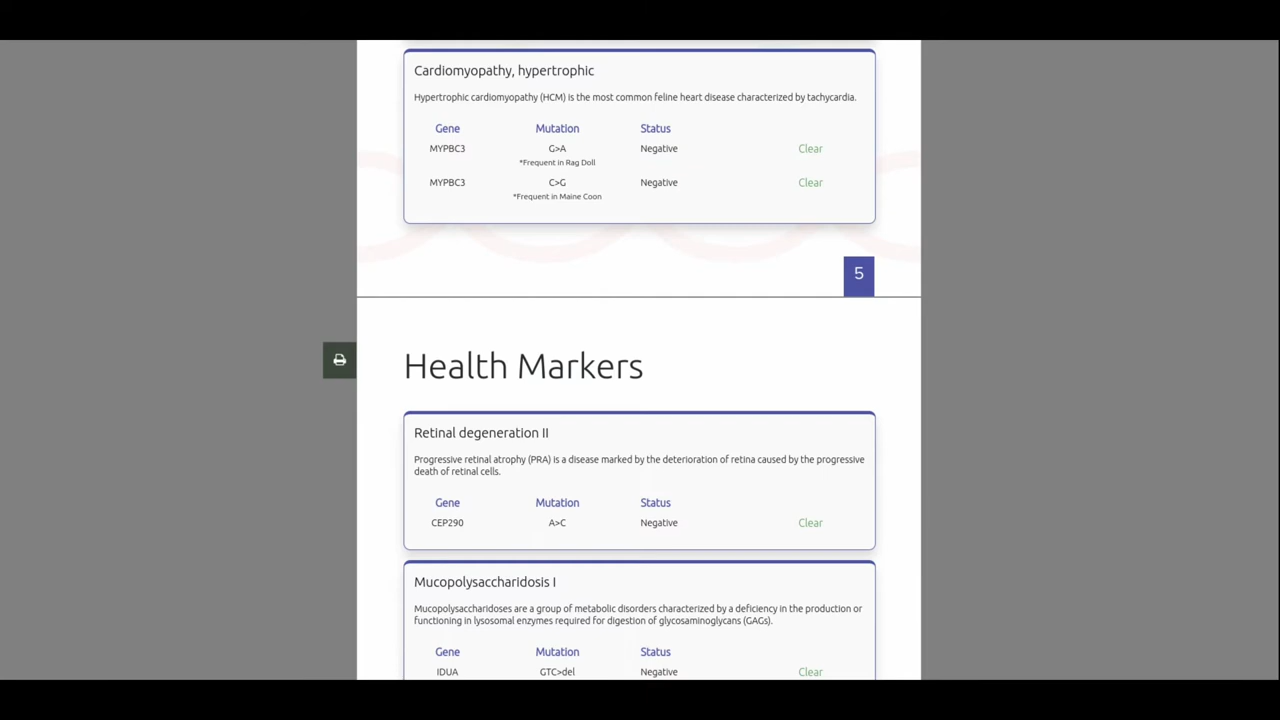 Cardiomyopathy, hypertrophic
Hypertrophic cardiomyopathy (HCM) is the most common feline heart disease characterized by tachycardia.
Gene Mutation Status
MYPBC3 G>A Negative Clear
*Frequent in Rag Doll
MYPBC3 C>G Negative Clear
*Frequent in Maine Coon
5
Health Markers
Retinal degeneration II
Progressive retinal atrophy (PRA) is a disease marked by the deterioration of retina caused by the progressive
death of retinal cells.
Gene Mutation Status
CEP290 A>C Negative Clear
Mucopolysaccharidosis I
Mucopolysaccharidoses are a group of metabolic disorders characterized by a deficiency in the production or
functioning in lysosomal enzymes required for digestion of glycosaminoglycans (GAGs).
Gene Mutation Status
IDUA GTC>del Negative Clear